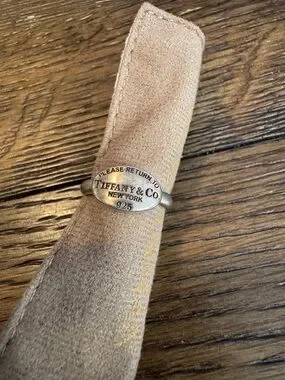 PLEASE RETURN TO
TIFFANY & CO
NEW YORK
925